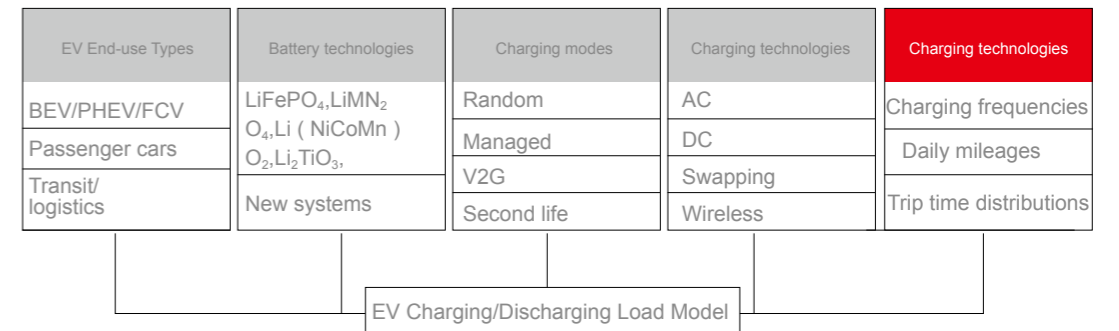 EV End-use Types
BEV/PHEV/FCV
Passenger cars
Transit/
logistics
Battery technologies
LiFePO₄,LiMN₂
O₄,Li ( NiCoMn )
O₂,Li₂TiO₃,
New systems
Charging modes
Random
Managed
V2G
Second life
Charging technologies
AC
DC
Swapping
Wireless
Charging technologies
Charging frequencies
Daily mileages
Trip time distributions
EV Charging/Discharging Load Model